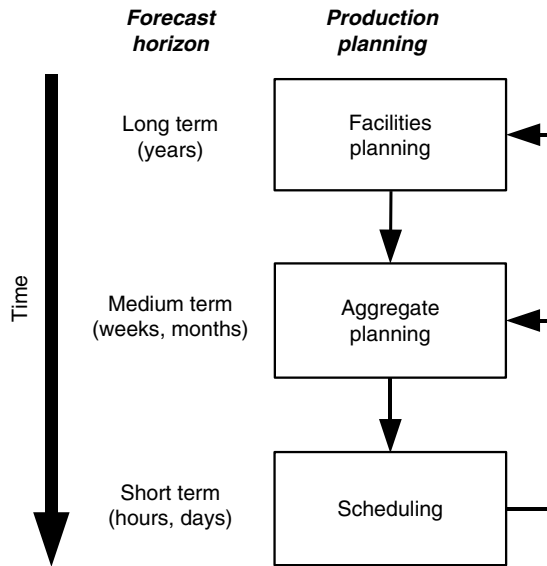 Forecast
horizon
Production
planning
Long term
(years)
Facilities
planning
Time
Medium term
(weeks, months)
Aggregate
planning
Short term
(hours, days)
Scheduling